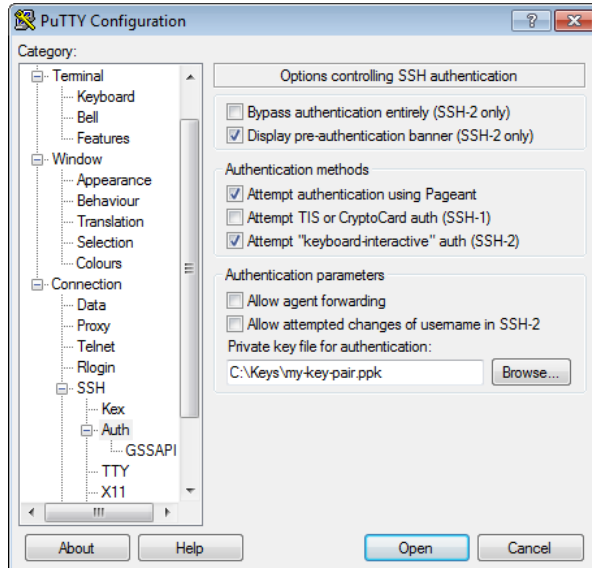 PuTTY Configuration
Category:
Terminal
Keyboard
Bell
Features
Window
Appearance
Behaviour
Translation
Selection
Colours
Connection
Data
Proxy
Telnet
Rlogin
SSH
Kex
Auth
GSSAPI
TTY
X11
Options controlling SSH authentication
Bypass authentication entirely (SSH-2 only)
Display pre-authentication banner (SSH-2 only)
Authentication methods
Attempt authentication using Pageant
Attempt TIS or CryptoCard auth (SSH-1)
Attempt "keyboard-interactive" auth (SSH-2)
Authentication parameters
Allow agent forwarding
Allow attempted changes of username in SSH-2
Private key file for authentication:
C:\Keys\my-key-pair.ppk Browse...
About Help Open Cancel